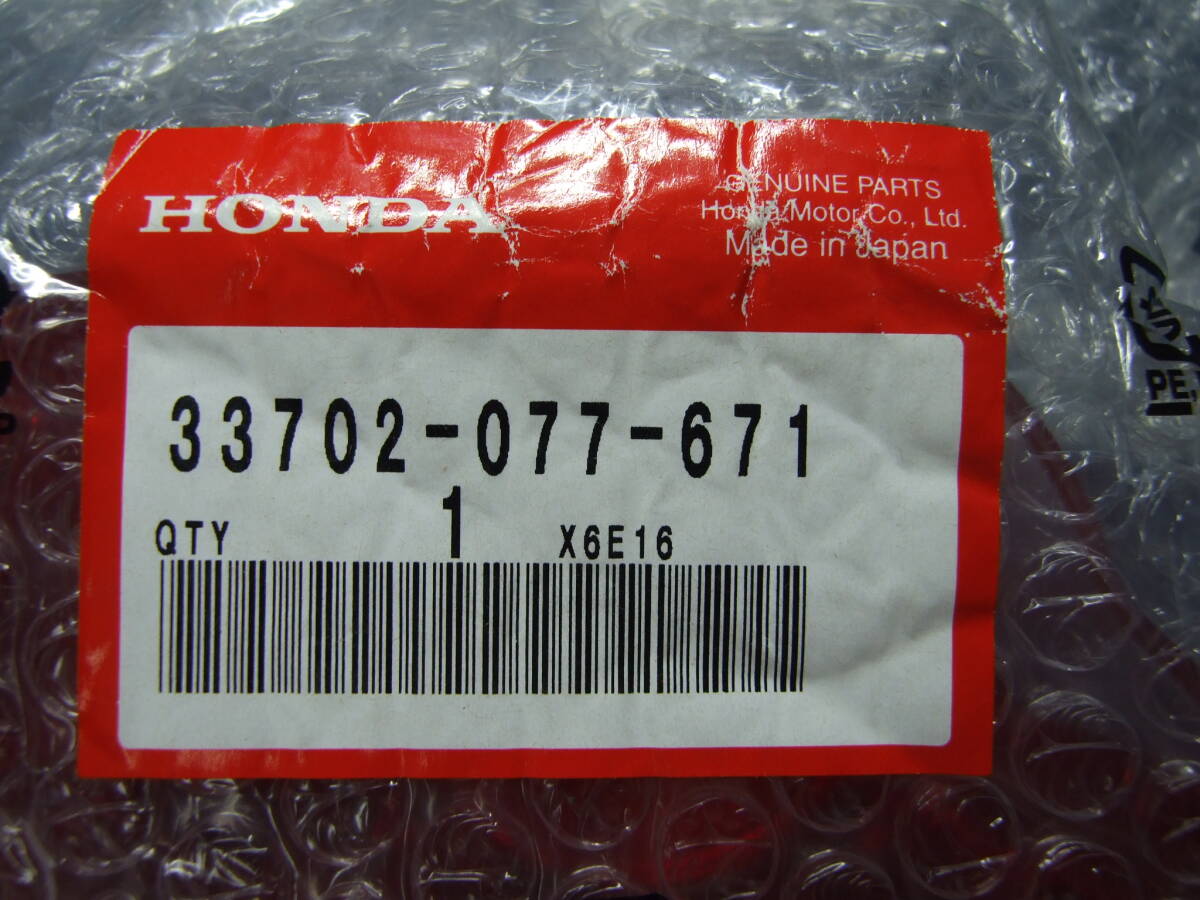 HONDA
GENUINE PARTS
Honda Motor Co., Ltd.
Made in Japan
33702-077-671
QTY 1 X6E16
PE,